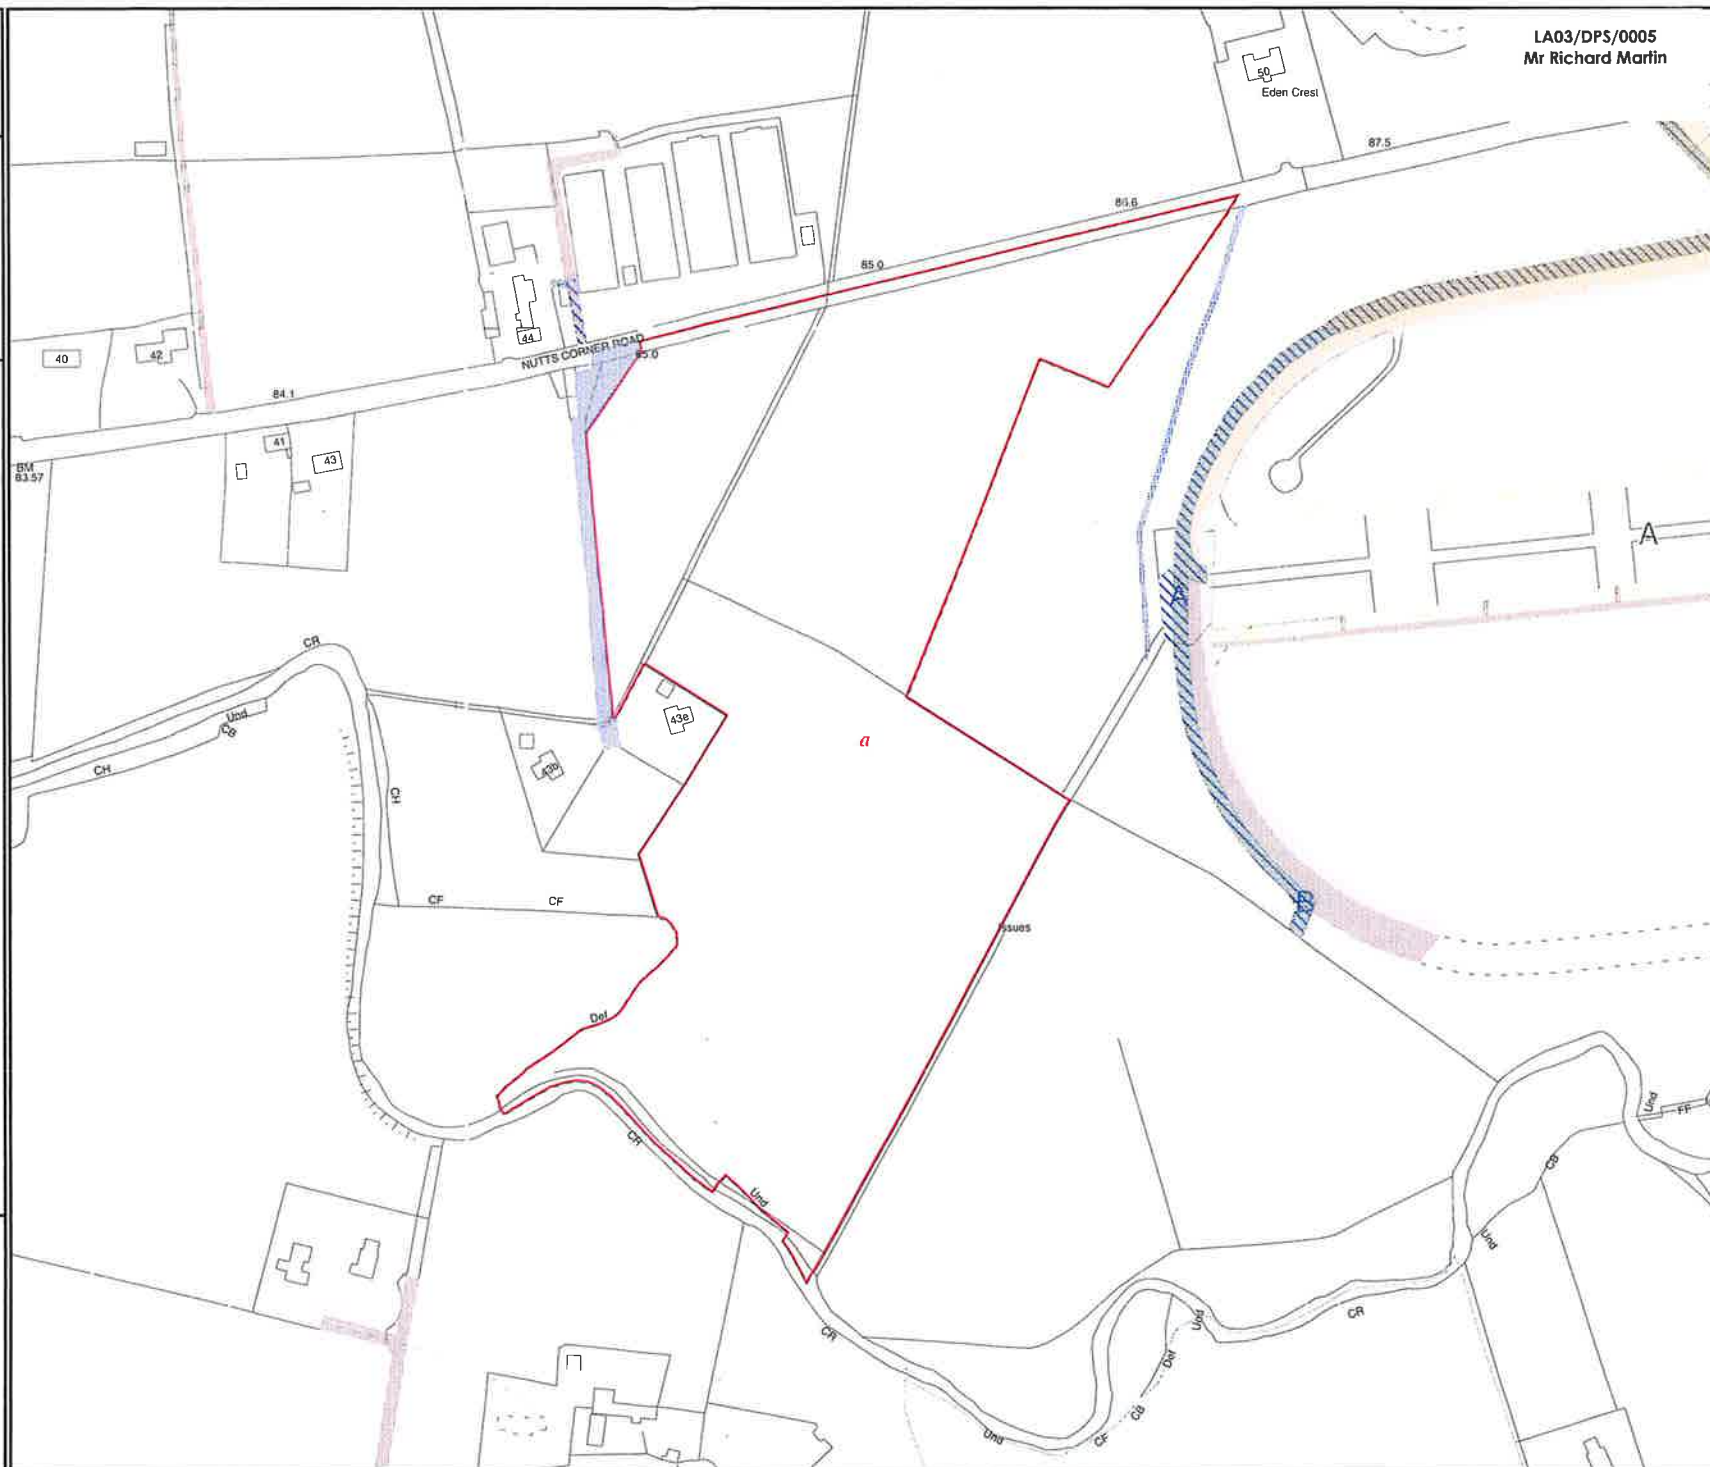 LA03/DPS/0005
Mr Richard Martin
50
Eden Crest
87.5
86.6
85.0
44
NUTTS CORNER ROAD
85.0
40
42
84.1
41
43
BM
83.57
A
A
CR
Und
CB
CH
CH
43e
43b
a
B
CF
CF
Issues
Def
CR
Und
Und
FF
CB
Und
CR
CR
Und
Def
CB
CF
Und